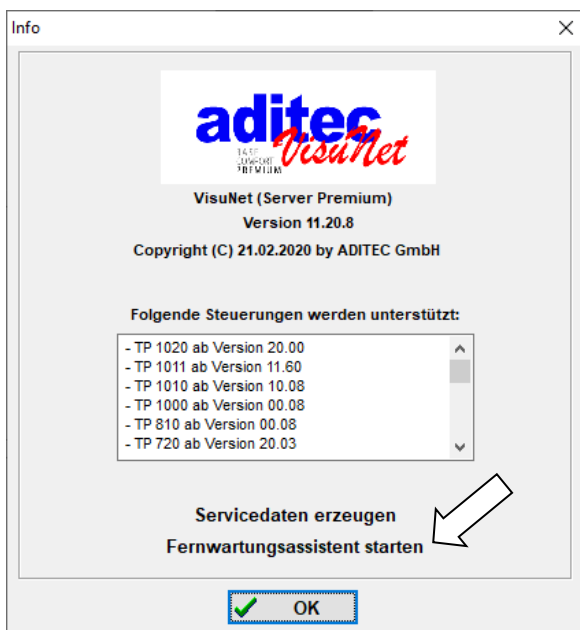 Info
aditec
VisuNet
BASE
COMFORT
PREMIUM
VisuNet (Server Premium)
Version 11.20.8
Copyright (C) 21.02.2020 by ADITEC GmbH
Folgende Steuerungen werden unterstützt:
- TP 1020 ab Version 20.00
- TP 1011 ab Version 11.60
- TP 1010 ab Version 10.08
- TP 1000 ab Version 00.08
- TP 810 ab Version 00.08
- TP 720 ab Version 20.03
Servicedaten erzeugen
Fernwartungsassistent starten
OK